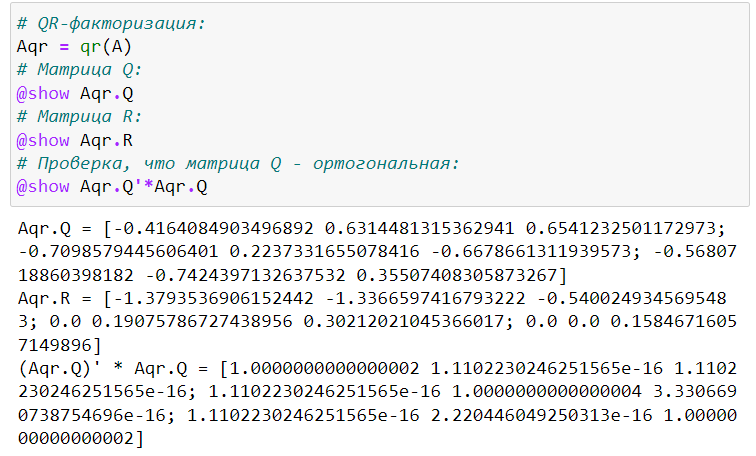 # QR-факторизация:
Aqr = qr(A)
# Матрица Q:
@show Aqr.Q
# Матрица R:
@show Aqr.R
# Проверка, что матрица Q - ортогональная:
@show Aqr.Q'*Aqr.Q
Aqr.Q = [-0.4164084903496892 0.6314481315362941 0.6541232501172973;
-0.7098579445606401 0.2237331655078416 -0.6678661311939573; -0.56807
18860398182 -0.7424397132637532 0.35507408305873267]
Aqr.R = [-1.3793536906152442 -1.3366597416793222 -0.540024934569548
3; 0.0 0.19075786727438956 0.30212021045366017; 0.0 0.0 0.1584671605
7149896]
(Aqr.Q)' * Aqr.Q = [1.0000000000000002 1.1102230246251565e-16 1.1102
230246251565e-16; 1.1102230246251565e-16 1.0000000000000004 3.330669
0738754696e-16; 1.1102230246251565e-16 2.220446049250313e-16 1.00000
00000000002]